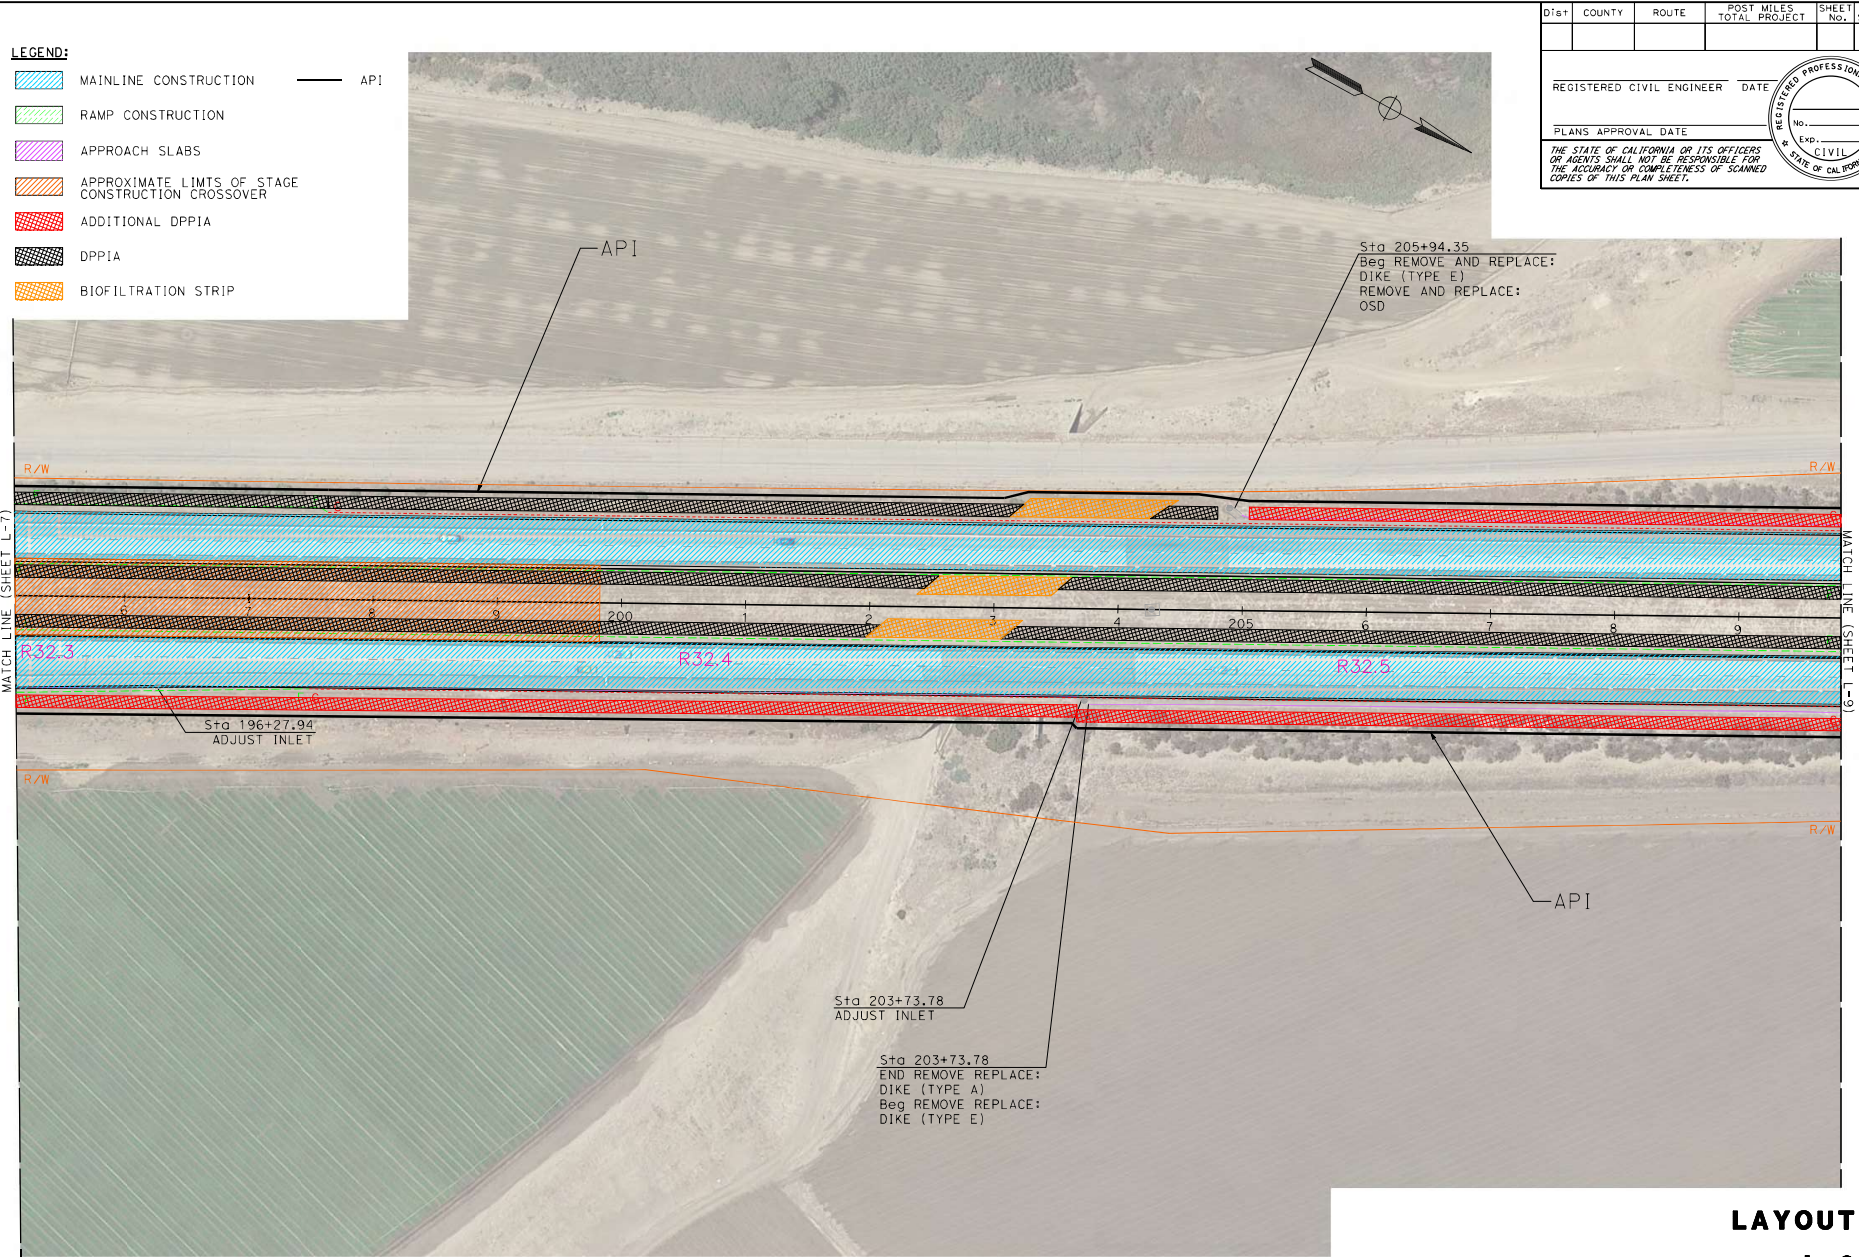 Dist COUNTY ROUTE POST MILES TOTAL PROJECT SHEET No.
REGISTERED CIVIL ENGINEER DATE
PLANS APPROVAL DATE
THE STATE OF CALIFORNIA OR ITS OFFICERS
OR AGENTS SHALL NOT BE RESPONSIBLE FOR
THE ACCURACY OR COMPLETENESS OF SCANNED
COPIES OF THIS PLAN SHEET.
REGISTERED
No.
Exp.
CIVIL
STATE OF
LEGEND:
MAINLINE CONSTRUCTION
API
RAMP CONSTRUCTION
APPROACH SLABS
APPROXIMATE LIMTS OF STAGE
CONSTRUCTION CROSSOVER
ADDITIONAL DPPIA
DPPIA
BIOFILTRATION STRIP
API
Sta 205+94.35
Beg REMOVE AND REPLACE:
DIKE (TYPE E)
REMOVE AND REPLACE:
OSD
R/W
R/W
MATCH LINE (SHEET L-7)
MATCH LINE (SHEET L-9)
6 7 8 9 200 1 2 3 4 205 6 7 8 9
R32.3
R32.4
R32.5
Sta 196+27.94
ADJUST INLET
R/W
R/W
API
Sta 203+73.78
ADJUST INLET
Sta 203+73.78
END REMOVE REPLACE:
DIKE (TYPE A)
Beg REMOVE REPLACE:
DIKE (TYPE E)
LAYOUT